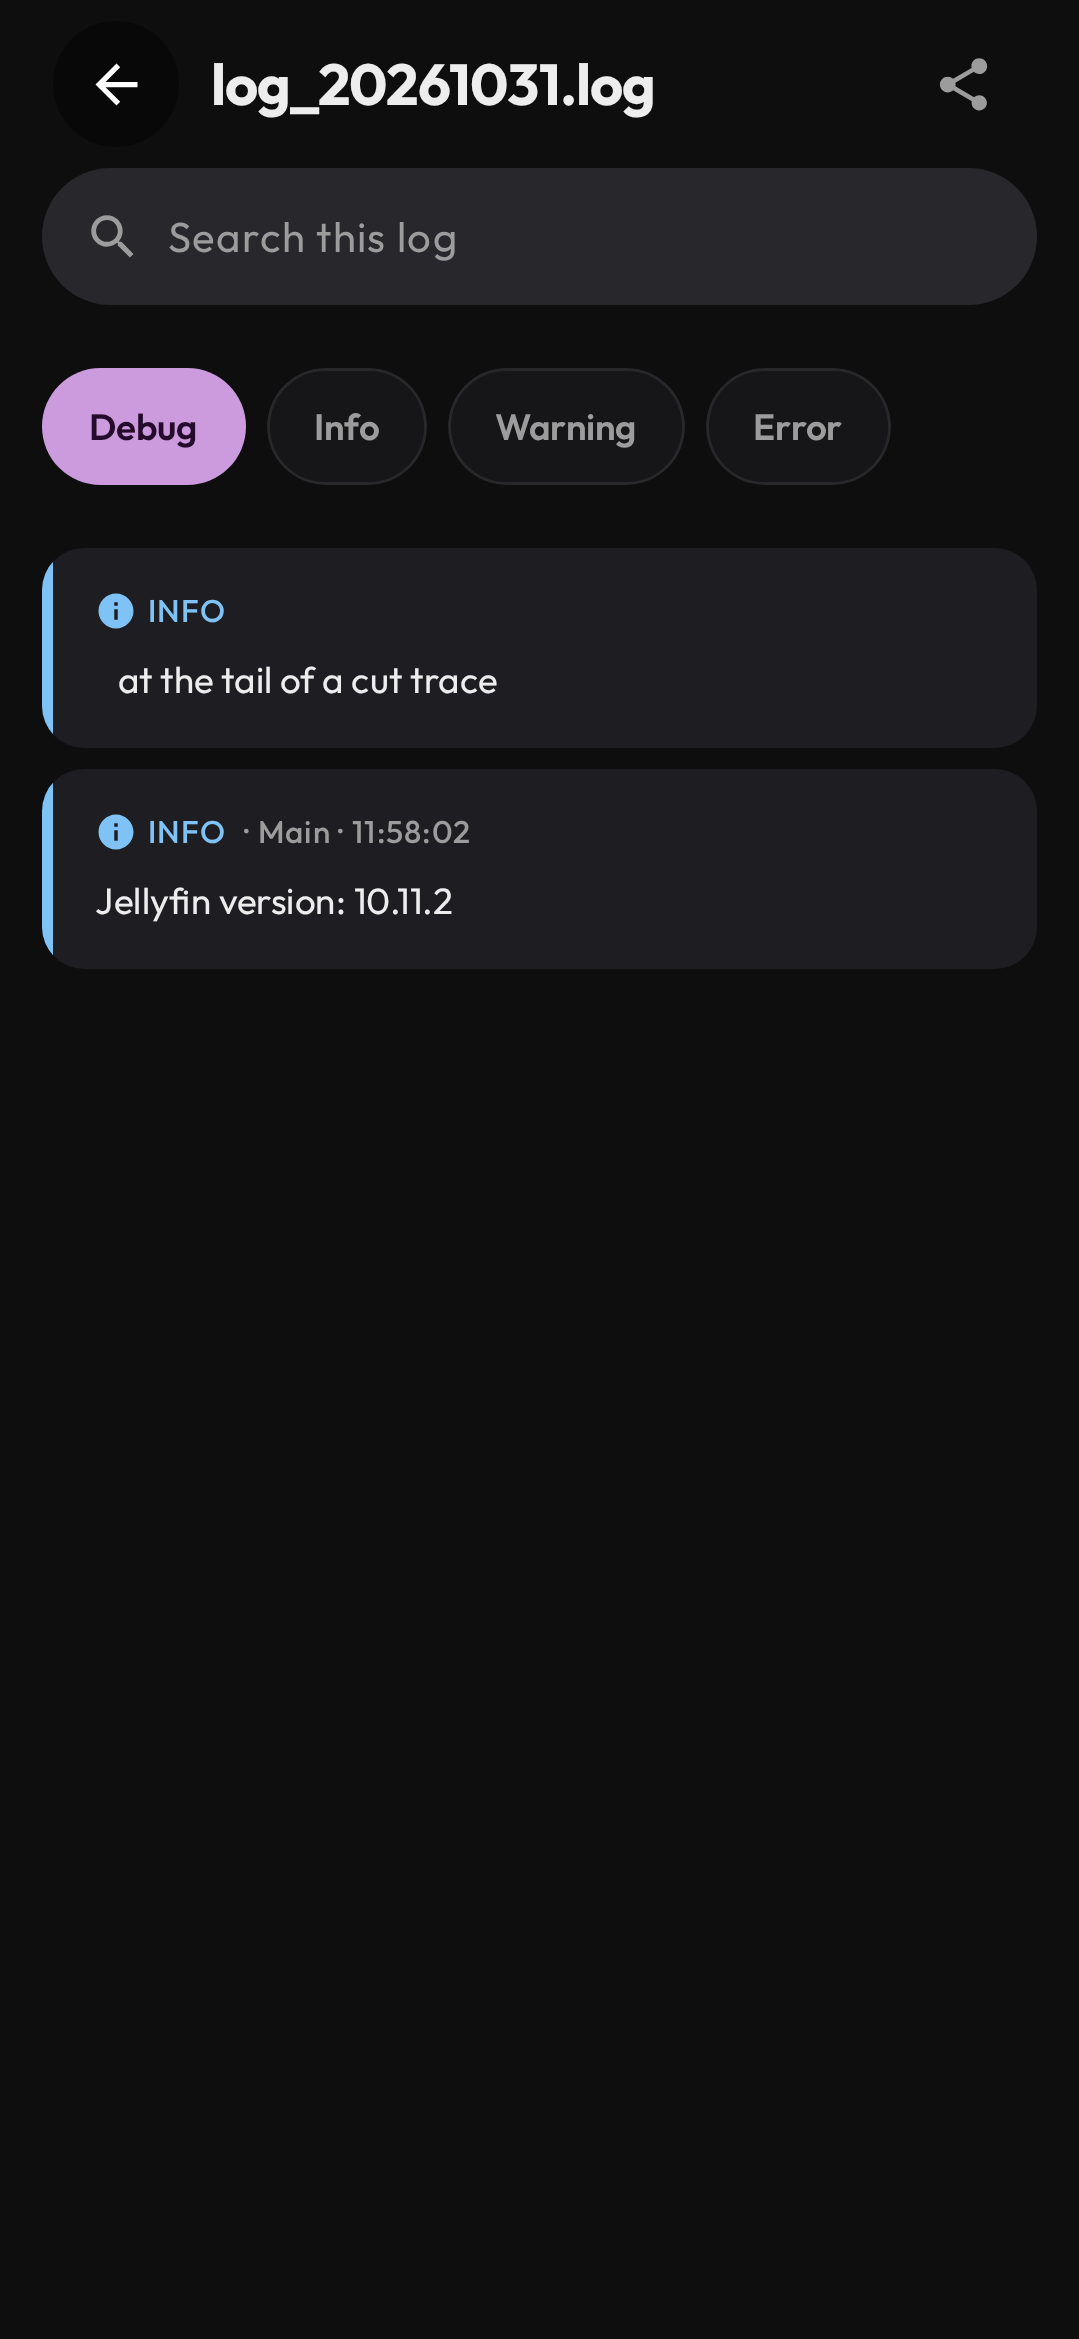 log_20261031.log
Search this log
Debug Info Warning Error
INFO
at the tail of a cut trace
INFO · Main · 11:58:02
Jellyfin version: 10.11.2